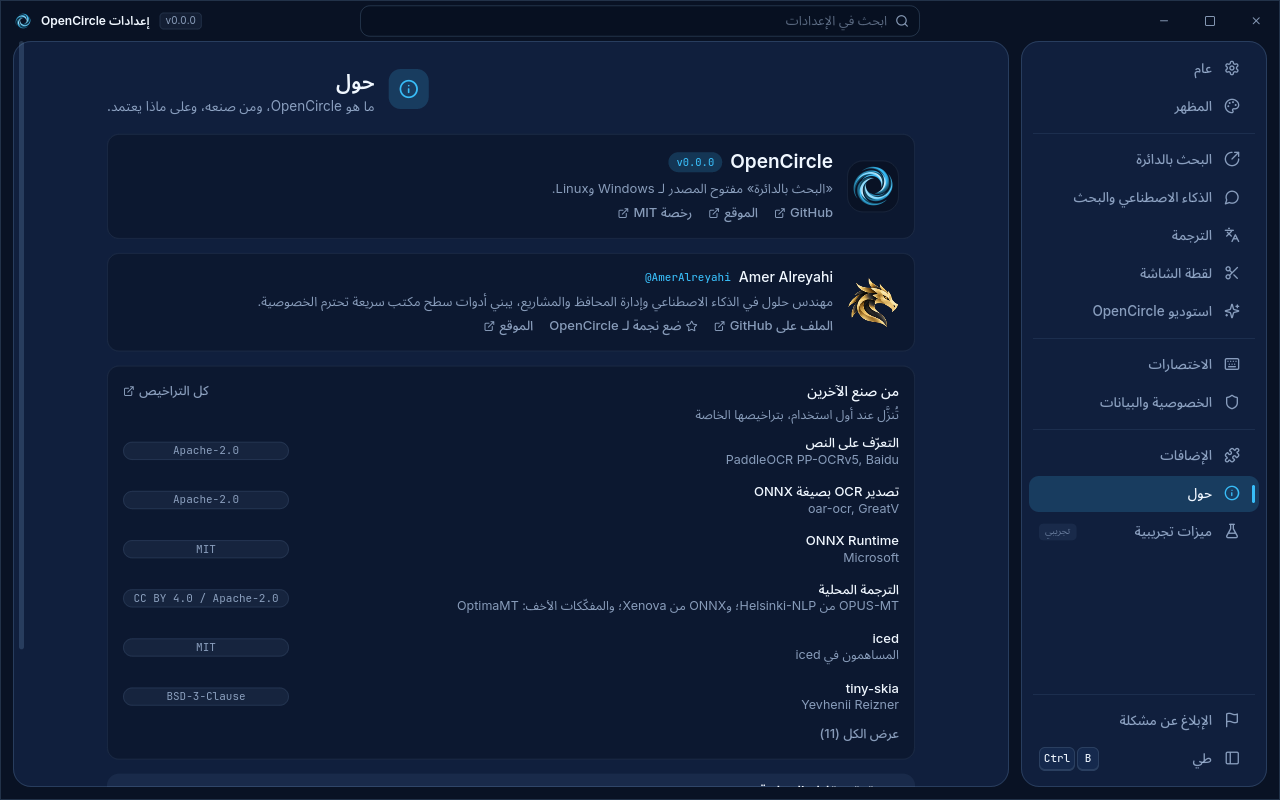 إعدادات OpenCircle
v0.0.0
ابحث في الإعدادات
عام
المظهر
البحث بالدائرة
الذكاء الاصطناعي والبحث
الترجمة
لقطة الشاشة
استوديو OpenCircle
الاختصارات
الخصوصية والبيانات
الإضافات
حول
ميزات تجريبية
تجريبي
الإبلاغ عن مشكلة
طي
Ctrl B
حول
ما هو OpenCircle، ومن صنعه، وعلى ماذا يعتمد.
OpenCircle v0.0.0
«البحث بالدائرة» مفتوح المصدر لـ Windows وLinux.
GitHub الموقع رخصة MIT
Amer Alreyahi @AmerAlreyahi
مهندس حلول في الذكاء الاصطناعي وإدارة المحافظ والمشاريع، يبني أدوات سطح مكتب سريعة تحترم الخصوصية.
الملف على GitHub ضع نجمة لـ OpenCircle الموقع
من صنع الآخرين
كل التراخيص
تُنزَّل عند أول استخدام، بتراخيصها الخاصة
التعرّف على النص
PaddleOCR PP-OCRv5, Baidu
Apache-2.0
تصدير OCR بصيغة ONNX
oar-ocr, GreatV
Apache-2.0
ONNX Runtime
Microsoft
MIT
الترجمة المحلية
OPUS-MT من Helsinki-NLP؛ وONNX من Xenova؛ والمفكّكات الأخف: OptimaMT
CC BY 4.0 / Apache-2.0
iced
المساهمون في iced
MIT
tiny-skia
Yevhenii Reizner
BSD-3-Clause
عرض الكل (11)